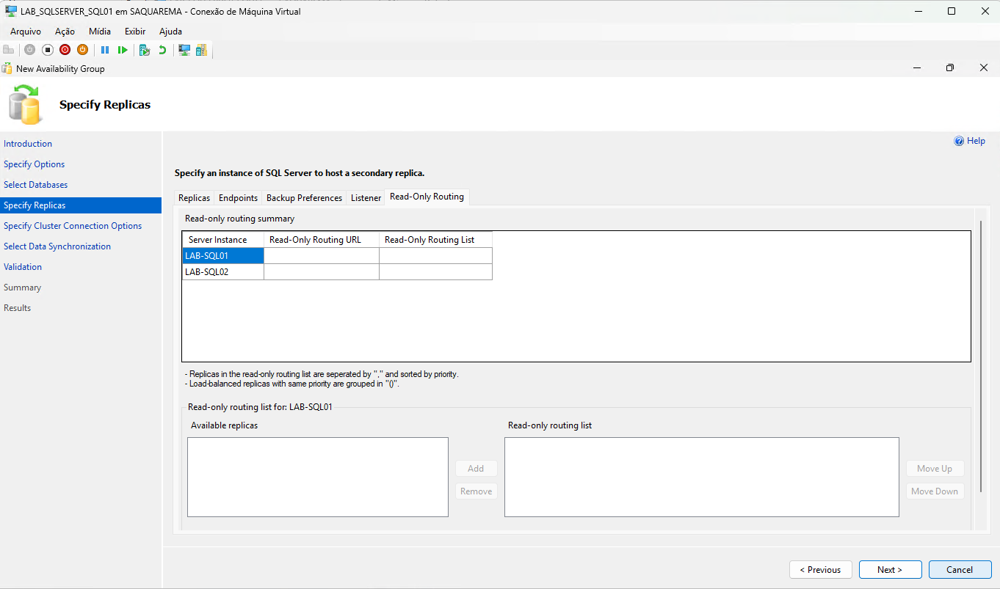 LAB_SQLSERVER_SQL01 em SAQUAREMA - Conexão de Máquina Virtual
Arquivo Ação Mídia Exibir Ajuda
New Availability Group
Specify Replicas
Introduction
Specify Options
Select Databases
Specify Replicas
Specify Cluster Connection Options
Select Data Synchronization
Validation
Summary
Results
Help
Specify an instance of SQL Server to host a secondary replica.
Replicas Endpoints Backup Preferences Listener Read-Only Routing
Read-only routing summary
Server Instance Read-Only Routing URL Read-Only Routing List
LAB-SQL01
LAB-SQL02
- Replicas in the read-only routing list are seperated by "," and sorted by priority.
- Load-balanced replicas with same priority are grouped in "()".
Read-only routing list for: LAB-SQL01
Available replicas Read-only routing list
Add Move Up
Remove Move Down
< Previous Next > Cancel